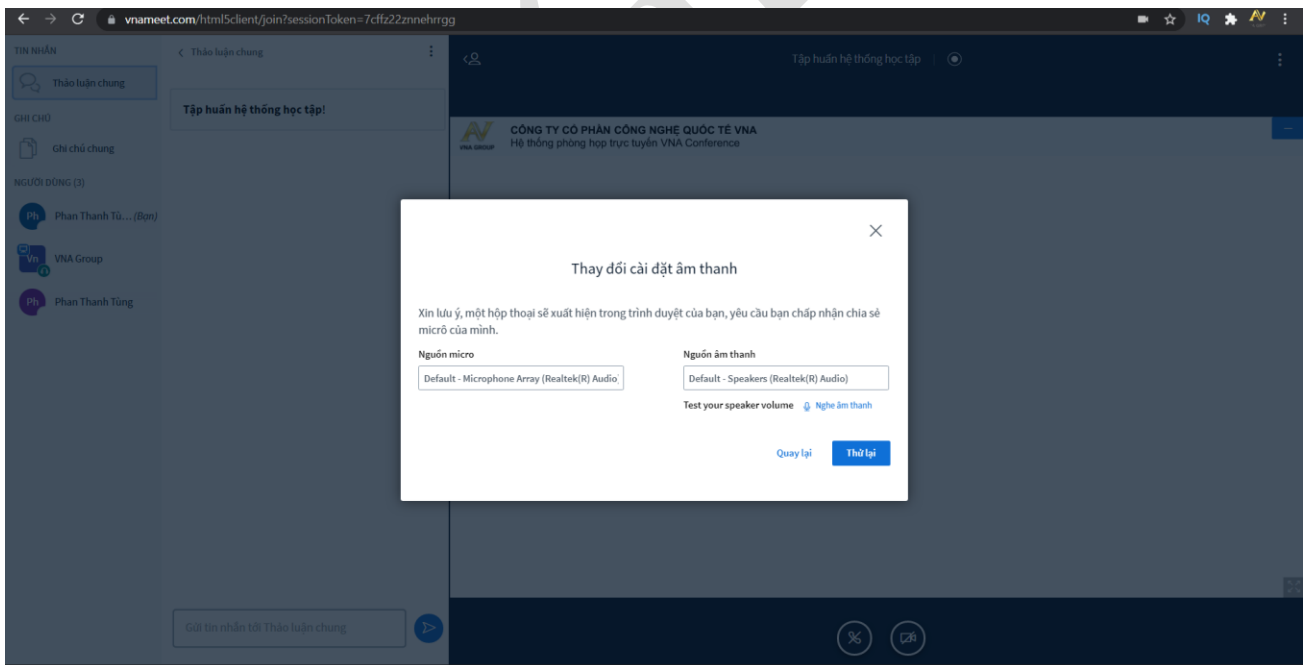 vnameet.com/html5client/join?sessionToken=7cffz22znnehrrgg
IQ
TIN NHẮN
Thảo luận chung
GHI CHÚ
Ghi chú chung
NGƯỜI DÙNG (3)
Ph Phan Thanh Tù... (Bạn)
Vn VNA Group
Ph Phan Thanh Tùng
Thảo luận chung
Tập huấn hệ thống học tập!
Gửi tin nhắn tới Thảo luận chung
Tập huấn hệ thống học tập
VNA GROUP
CÔNG TY CỔ PHẦN CÔNG NGHỆ QUỐC TẾ VNA
Hệ thống phòng họp trực tuyến VNA Conference
Thay đổi cài đặt âm thanh
Xin lưu ý, một hộp thoại sẽ xuất hiện trong trình duyệt của bạn, yêu cầu bạn chấp nhận chia sẻ
micrô của mình.
Nguồn micro
Default - Microphone Array (Realtek(R) Audio)
Nguồn âm thanh
Default - Speakers (Realtek(R) Audio)
Test your speaker volume Nghe âm thanh
Quay lại Thử lại